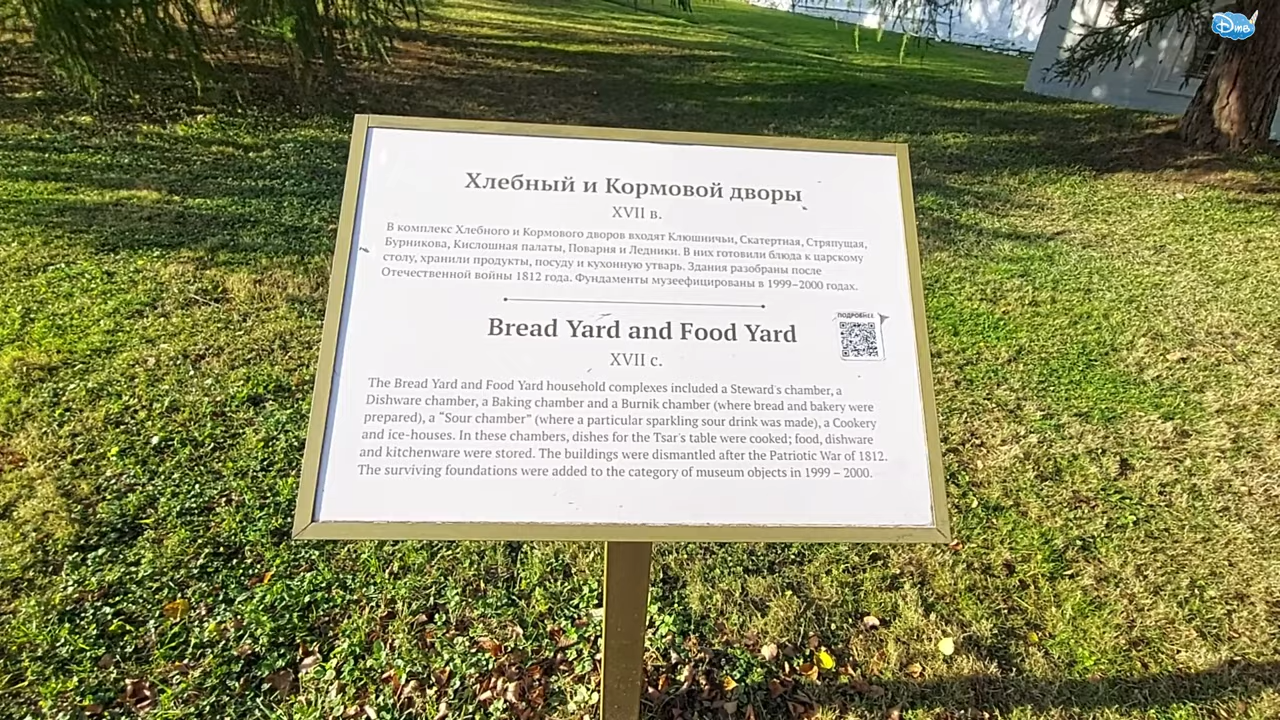 Dmb
Хлебный и Кормовой дворы
XVII в.
В комплекс Хлебного и Кормового дворов входят Клюшничьи, Скатертная, Стряпущая,
Бурникова, Кислошная палаты, Поварня и Ледники. В них готовили блюда к царскому
столу, хранили продукты, посуду и кухонную утварь. Здания разобраны после
Отечественной войны 1812 года. Фундаменты музеефицированы в 1999–2000 годах.
Bread Yard and Food Yard
ПОДРОБНЕЕ
XVII c.
The Bread Yard and Food Yard household complexes included a Steward's chamber, a
Dishware chamber, a Baking chamber and a Burnik chamber (where bread and bakery were
prepared), a “Sour chamber” (where a particular sparkling sour drink was made), a Cookery
and ice-houses. In these chambers, dishes for the Tsar's table were cooked; food, dishware
and kitchenware were stored. The buildings were dismantled after the Patriotic War of 1812.
The surviving foundations were added to the category of museum objects in 1999 – 2000.